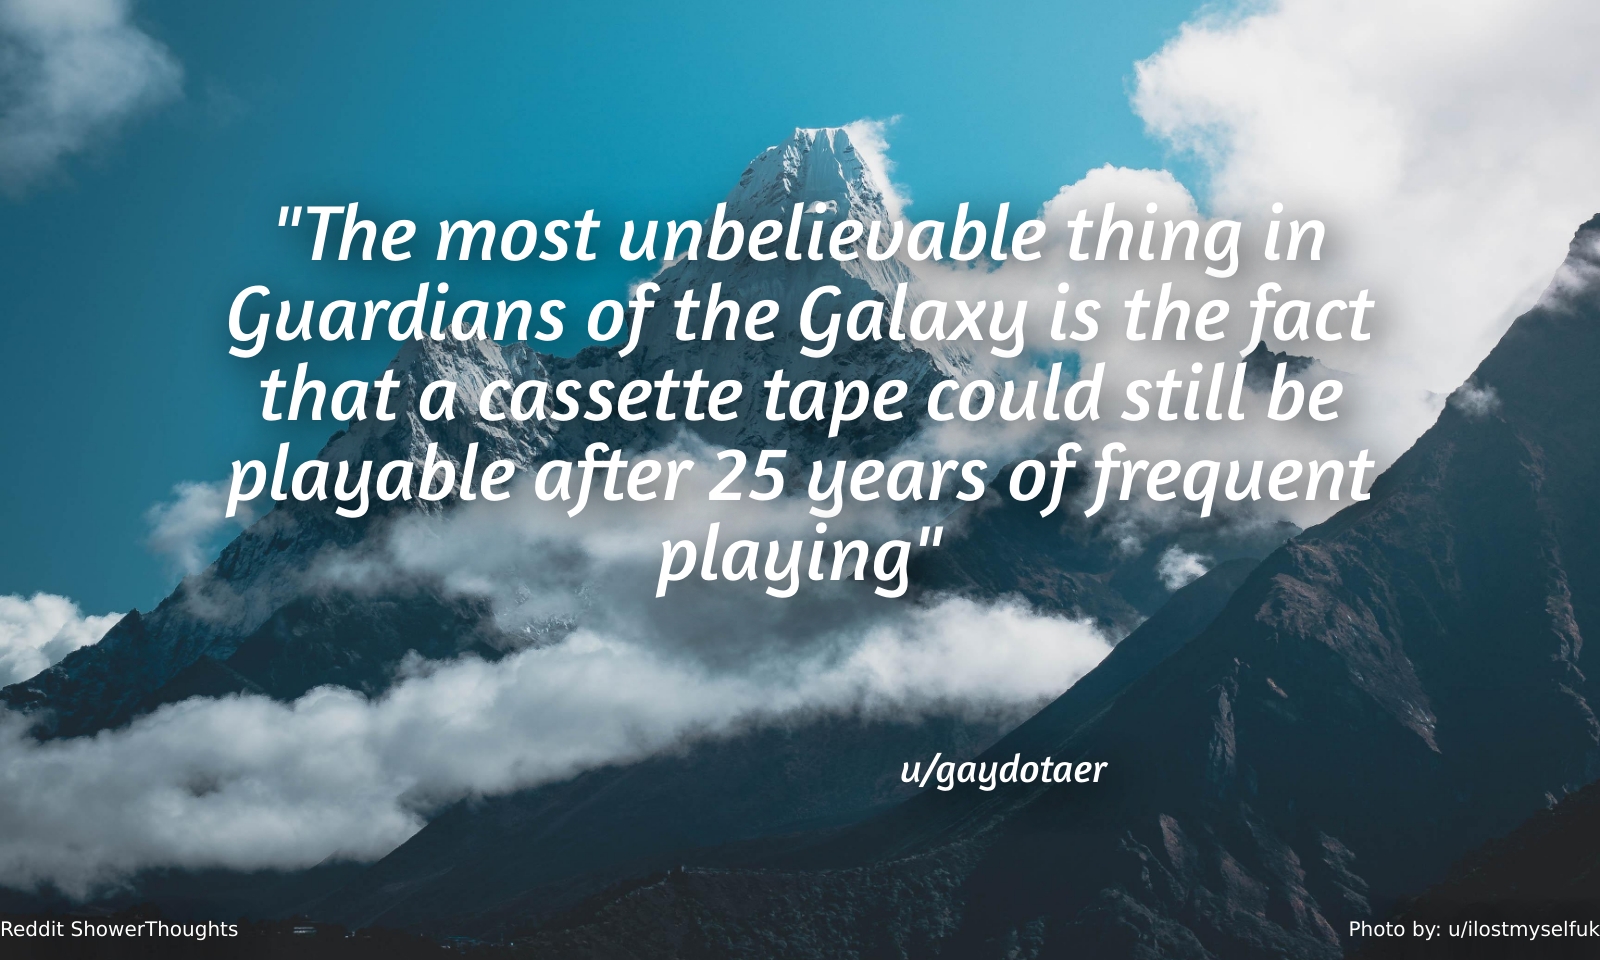 "The most unbelievable thing in
Guardians of the Galaxy is the fact
that a cassette tape could still be
playable after 25 years of frequent
playing"
u/gaydotaer
Reddit ShowerThoughts
Photo by: u/ilostmyselfuk